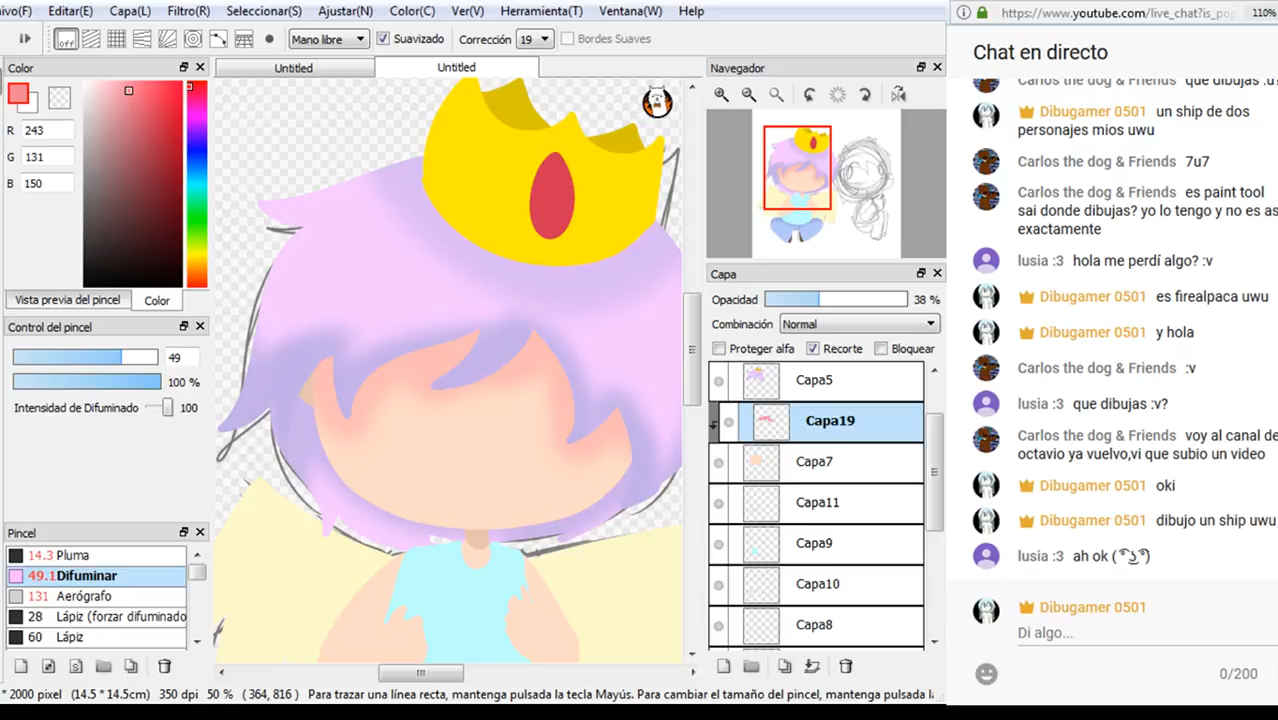 ivo(F) Editar(E) Capa(L) Filtro(R) Seleccionar(S) Ajustar(N) Color(C) Ver(V) Herramienta(T) Ventana(W) Help
off Mano libre Suavizado Corrección 19 Bordes Suaves
Color
R 243
G 131
B 150
Vista previa del pincel Color
Control del pincel
49
100 %
Intensidad de Difuminado 100
Pincel
14.3 Pluma
49.1 Difuminar
131 Aerógrafo
28 Lápiz (forzar difuminado
60 Lápiz
Untitled Untitled
Navegador
Capa
Opacidad 38 %
Combinación Normal
Proteger alfa Recorte Bloquear
Capa5
Capa19
Capa7
Capa11
Capa9
Capa10
Capa8
* 2000 pixel (14.5 * 14.5cm) 350 dpi 50 % (364, 816) Para trazar una línea recta, mantenga pulsada la tecla Mayús. Para cambiar el tamaño del pincel, mantenga pulsada la
https://www.youtube.com/live_chat?is_pop 110%
Chat en directo
Carlos the dog & Friends que dibujas :u
Dibugamer 0501 un ship de dos
personajes mios uwu
Carlos the dog & Friends 7u7
Carlos the dog & Friends
es paint tool
sai donde dibujas? yo lo tengo y no es as
exactamente
lusia :3 hola me perdí algo? :v
Dibugamer 0501 es firealpaca uwu
Dibugamer 0501 y hola
Carlos the dog & Friends :v
lusia :3 que dibujas :v?
Carlos the dog & Friends voy al canal de
octavio ya vuelvo,vi que subio un video
Dibugamer 0501 oki
Dibugamer 0501 dibujo un ship uwu
lusia :3 ah ok ( ͡° ͜ʖ ͡°)
Dibugamer 0501
Di algo...
0/200